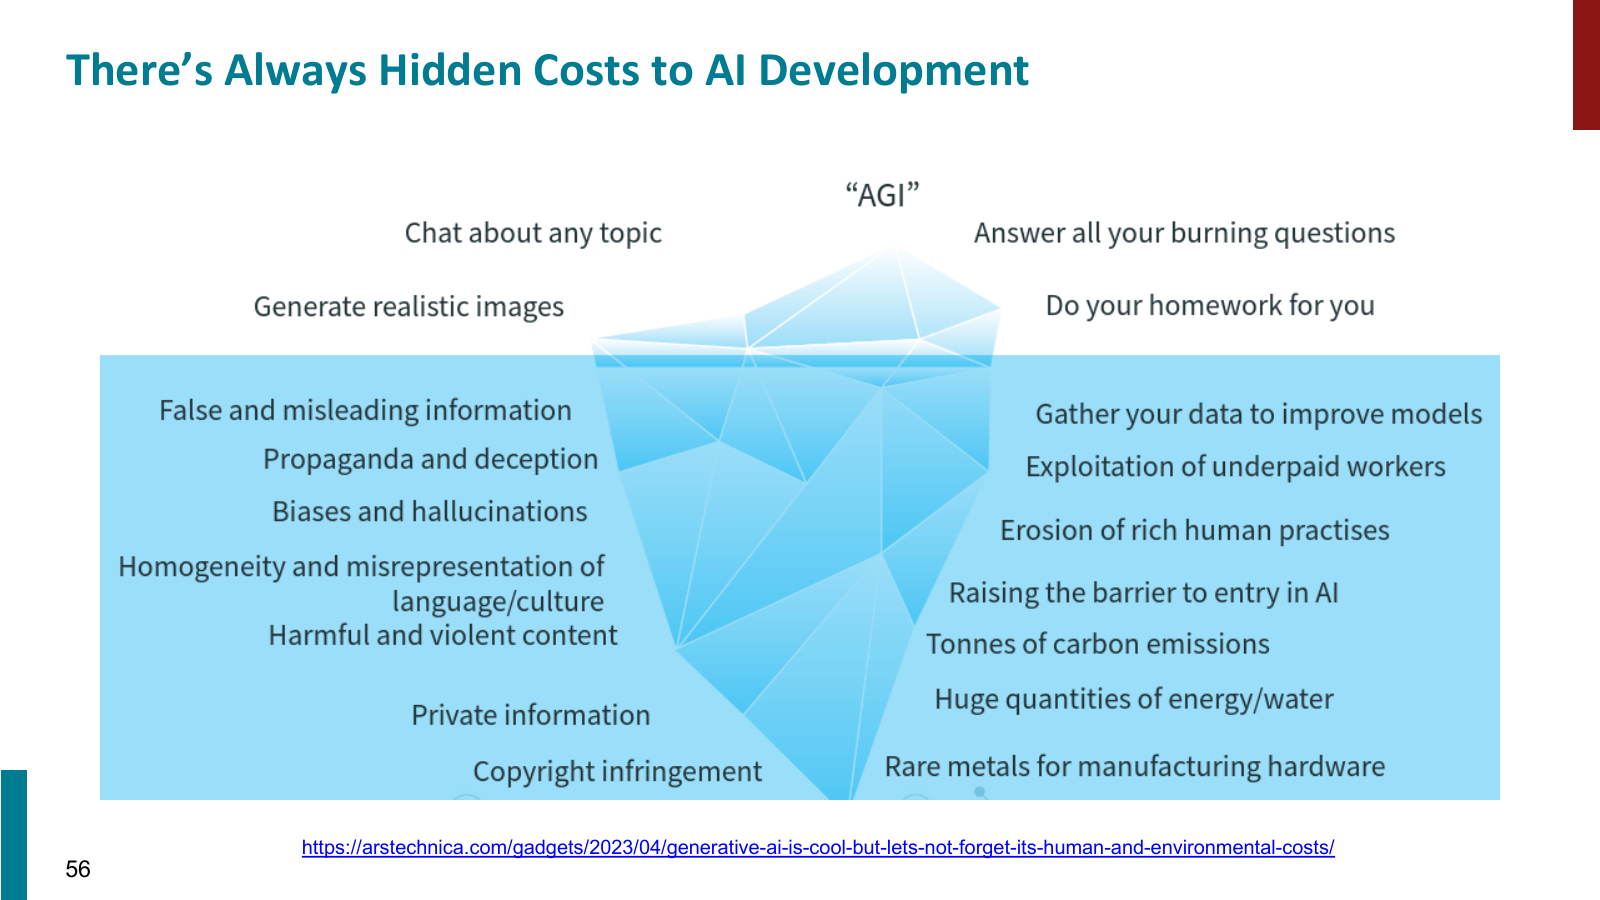 There’s Always Hidden Costs to AI Development
“AGI”
Chat about any topic
Answer all your burning questions
Generate realistic images
Do your homework for you
False and misleading information
Propaganda and deception
Biases and hallucinations
Homogeneity and misrepresentation of
language/culture
Harmful and violent content
Private information
Copyright infringement
Gather your data to improve models
Exploitation of underpaid workers
Erosion of rich human practises
Raising the barrier to entry in AI
Tonnes of carbon emissions
Huge quantities of energy/water
Rare metals for manufacturing hardware
https://arstechnica.com/gadgets/2023/04/generative-ai-is-cool-but-lets-not-forget-its-human-and-environmental-costs/
56